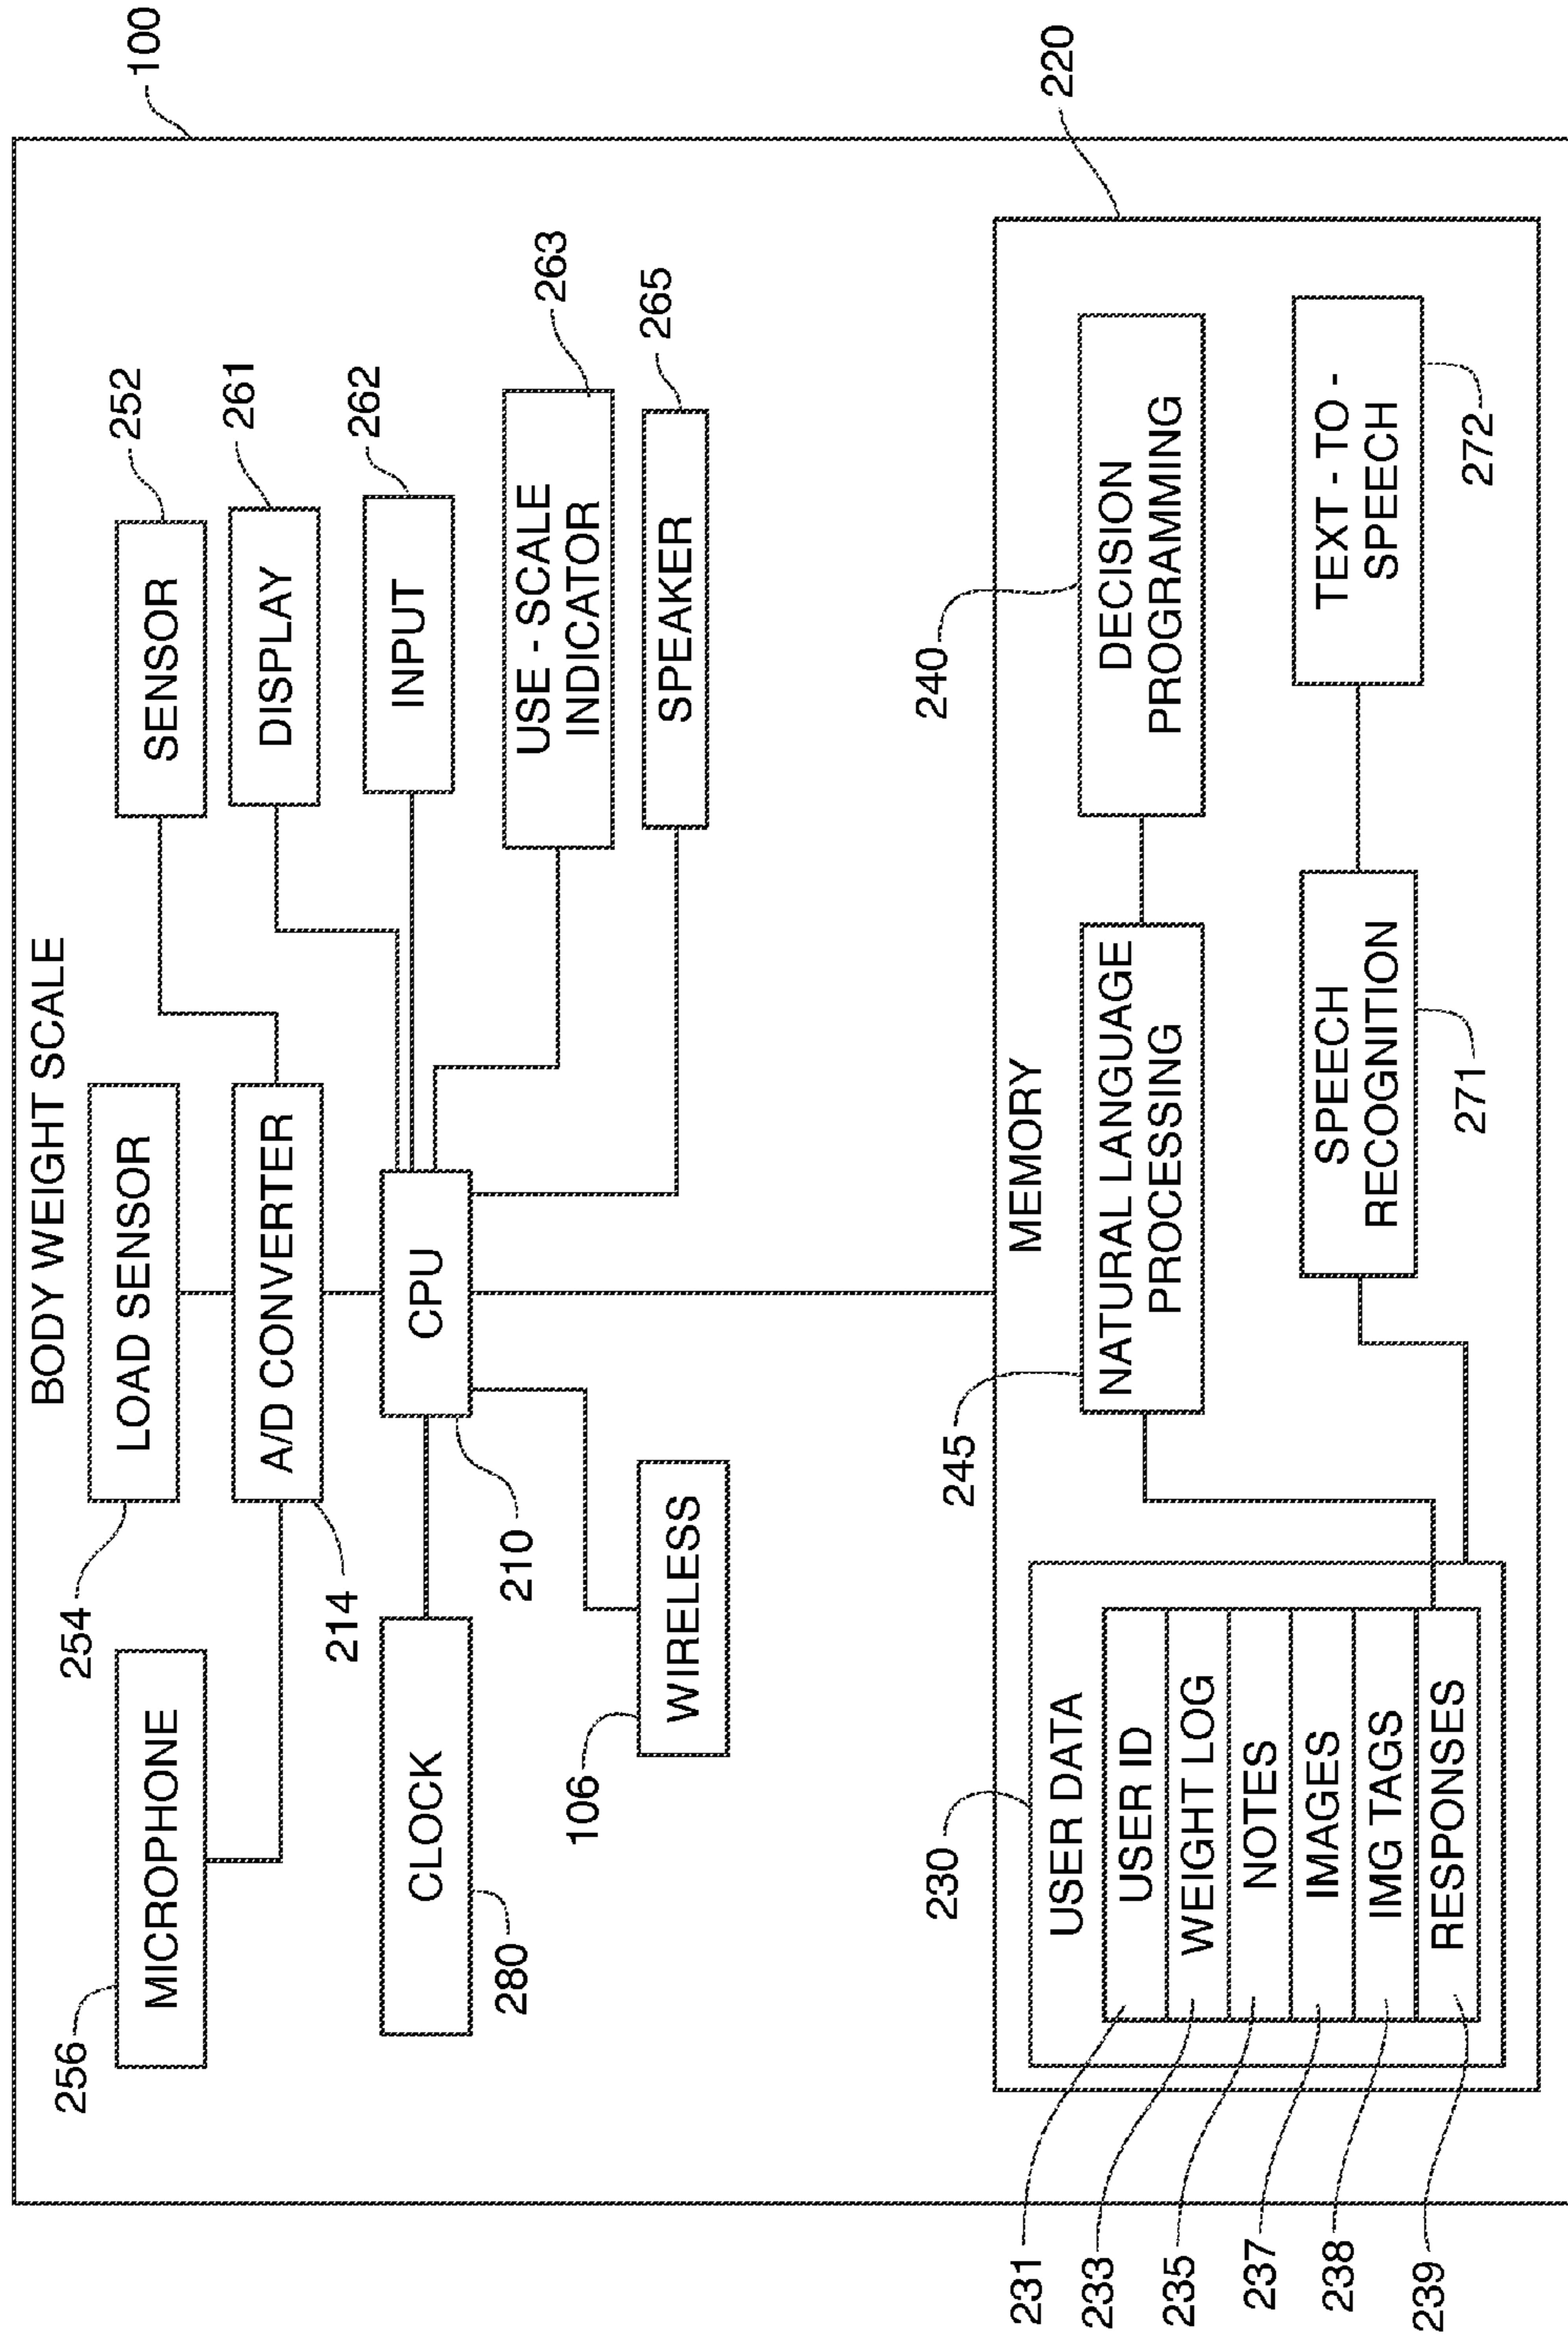 100
BODY WEIGHT SCALE
256
MICROPHONE
254
LOAD SENSOR
SENSOR
252
214
A/D CONVERTER
DISPLAY
261
CLOCK
280
210
CPU
INPUT
262
USE - SCALE
INDICATOR
263
106
WIRELESS
SPEAKER
265
220
MEMORY
230
USER DATA
USER ID
WEIGHT LOG
NOTES
IMAGES
IMG TAGS
RESPONSES
231
233
235
237
238
239
245
NATURAL LANGUAGE
PROCESSING
240
DECISION
PROGRAMMING
SPEECH
RECOGNITION
271
TEXT - TO -
SPEECH
272